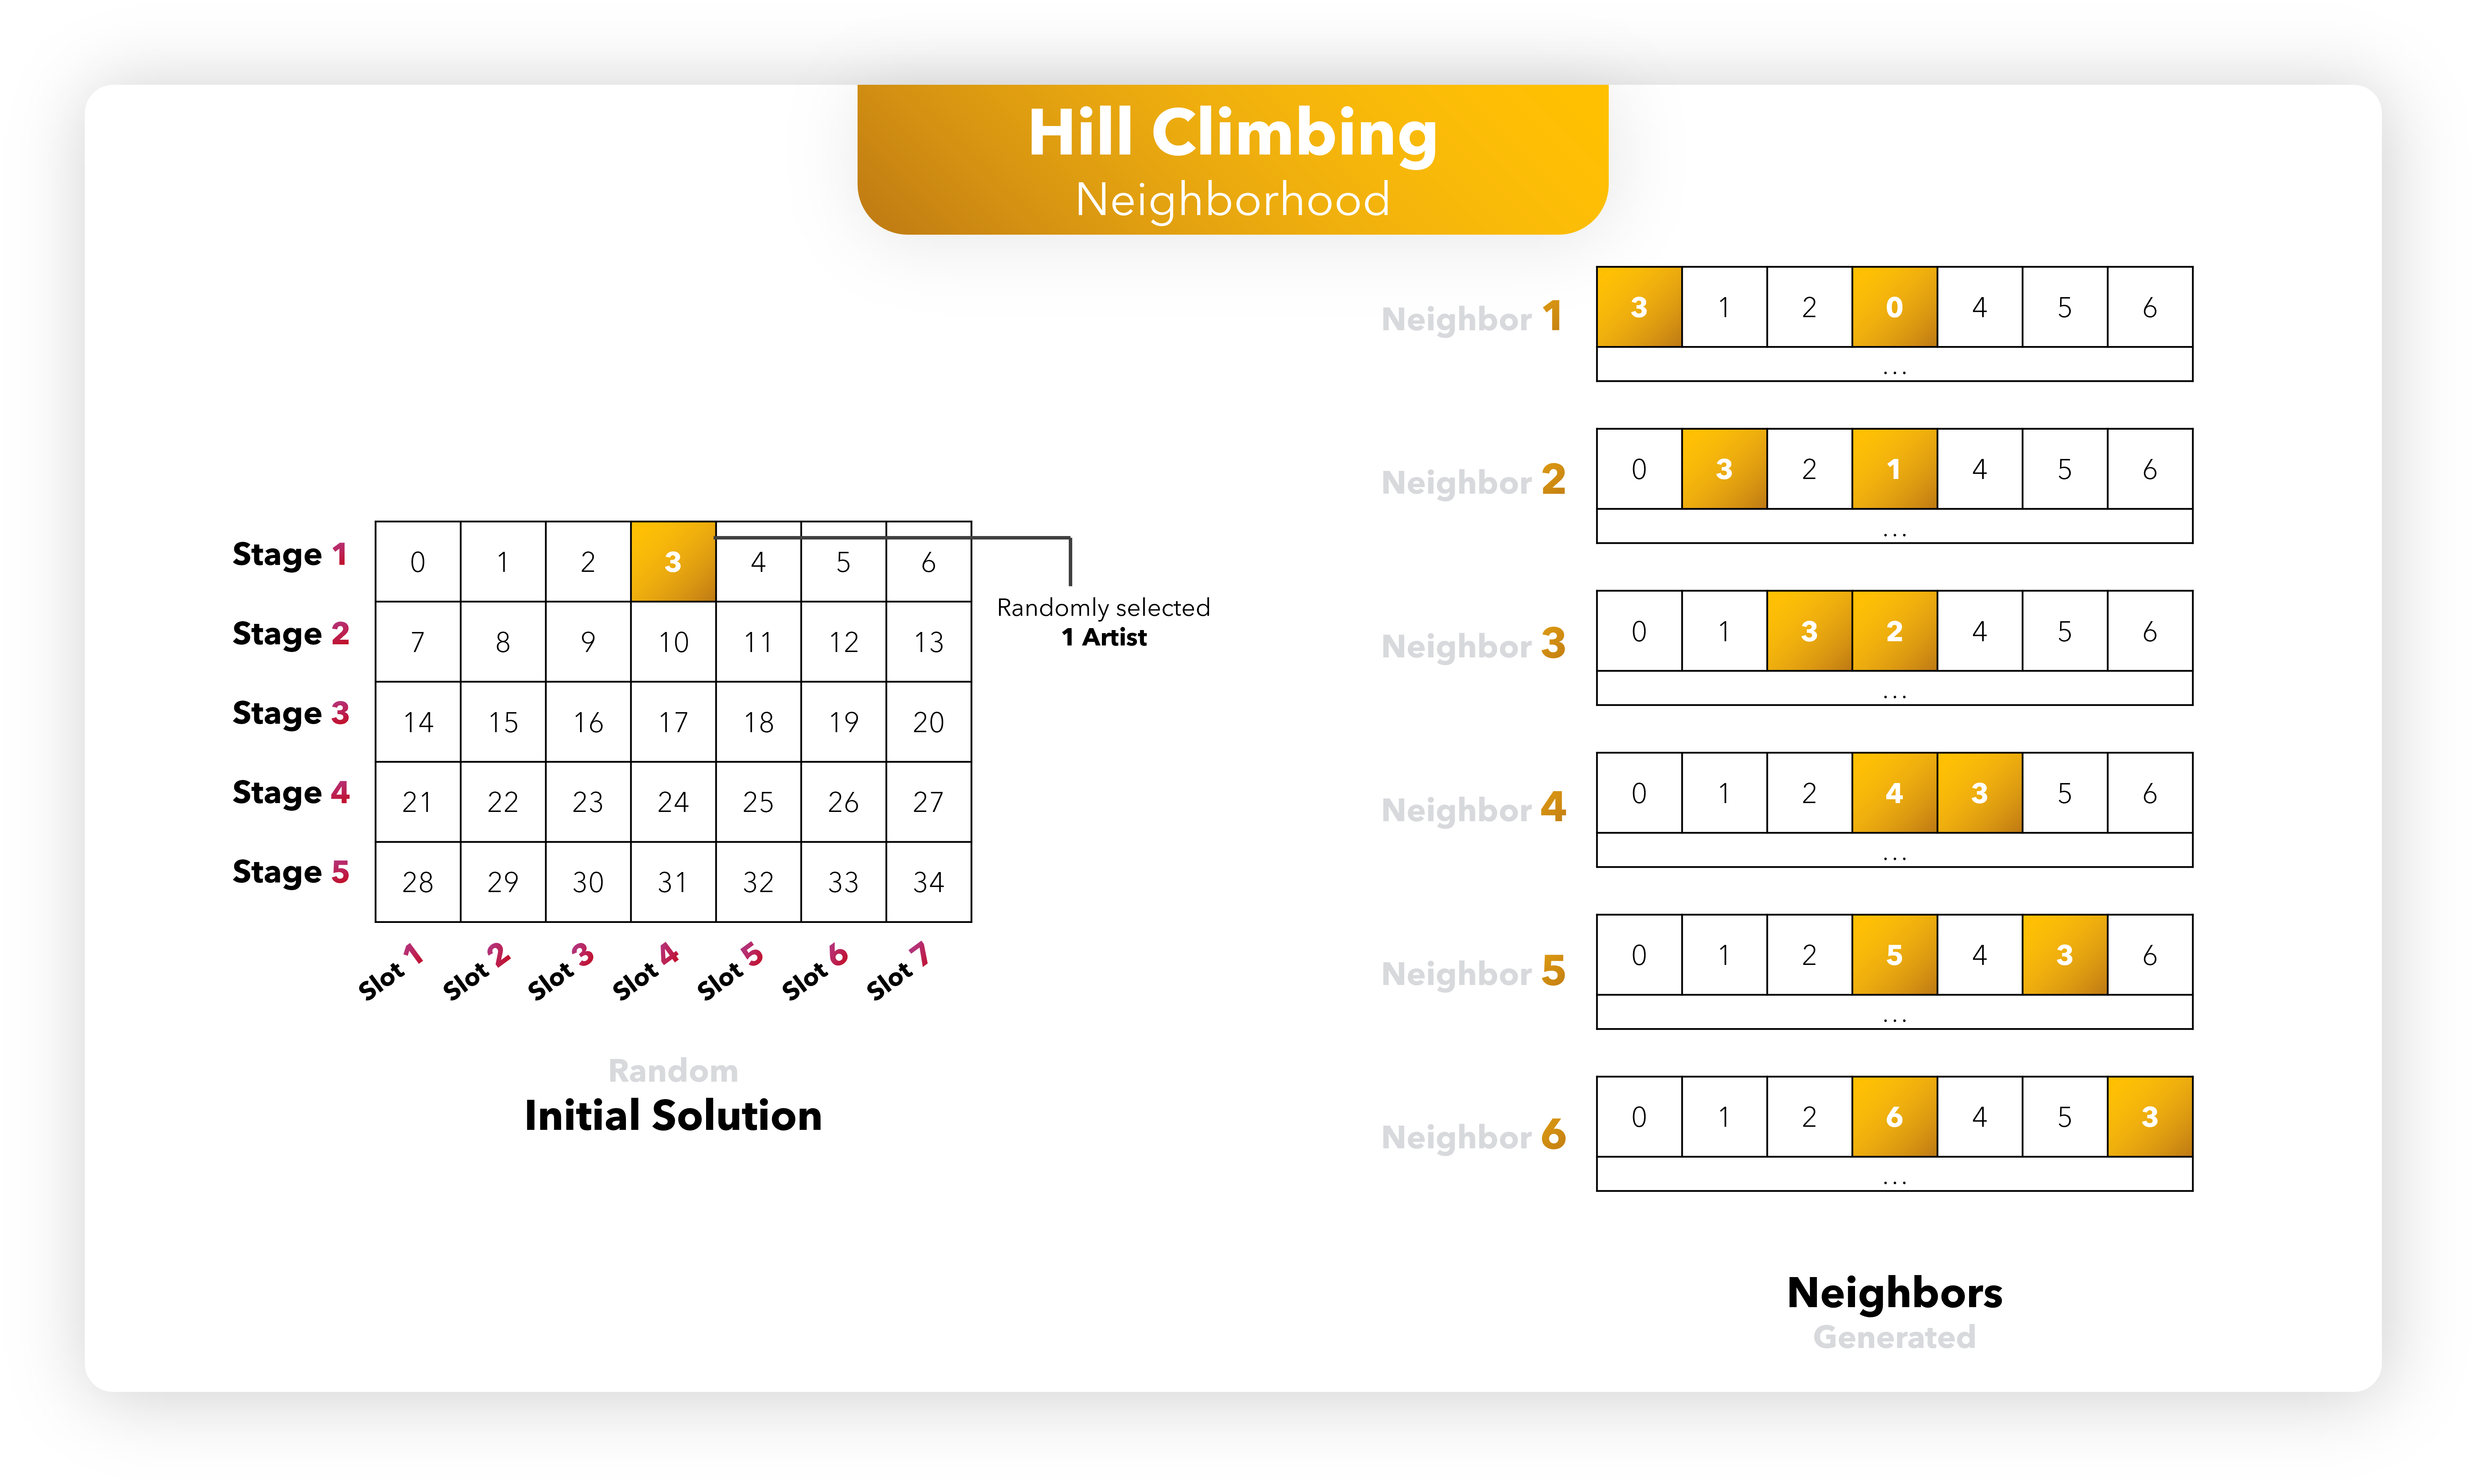 Hill Climbing
Neighborhood
Stage 1 0 1 2 3 4 5 6
Stage 2 7 8 9 10 11 12 13
Stage 3 14 15 16 17 18 19 20
Stage 4 21 22 23 24 25 26 27
Stage 5 28 29 30 31 32 33 34
Slot 1 Slot 2 Slot 3 Slot 4 Slot 5 Slot 6 Slot 7
Randomly selected
1 Artist
Random
Initial Solution
Neighbor 1 3 1 2 0 4 5 6
...
Neighbor 2 0 3 2 1 4 5 6
...
Neighbor 3 0 1 3 2 4 5 6
...
Neighbor 4 0 1 2 4 3 5 6
...
Neighbor 5 0 1 2 5 4 3 6
...
Neighbor 6 0 1 2 6 4 5 3
...
Neighbors
Generated